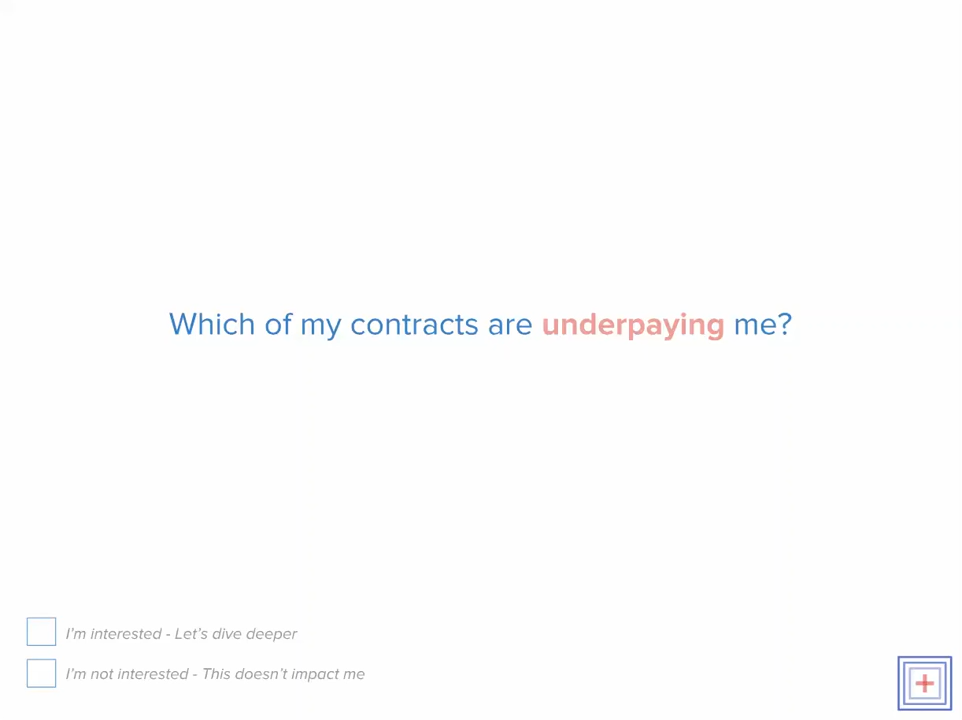 Which of my contracts are underpaying me?
I'm interested - Let's dive deeper
I'm not interested - This doesn't impact me